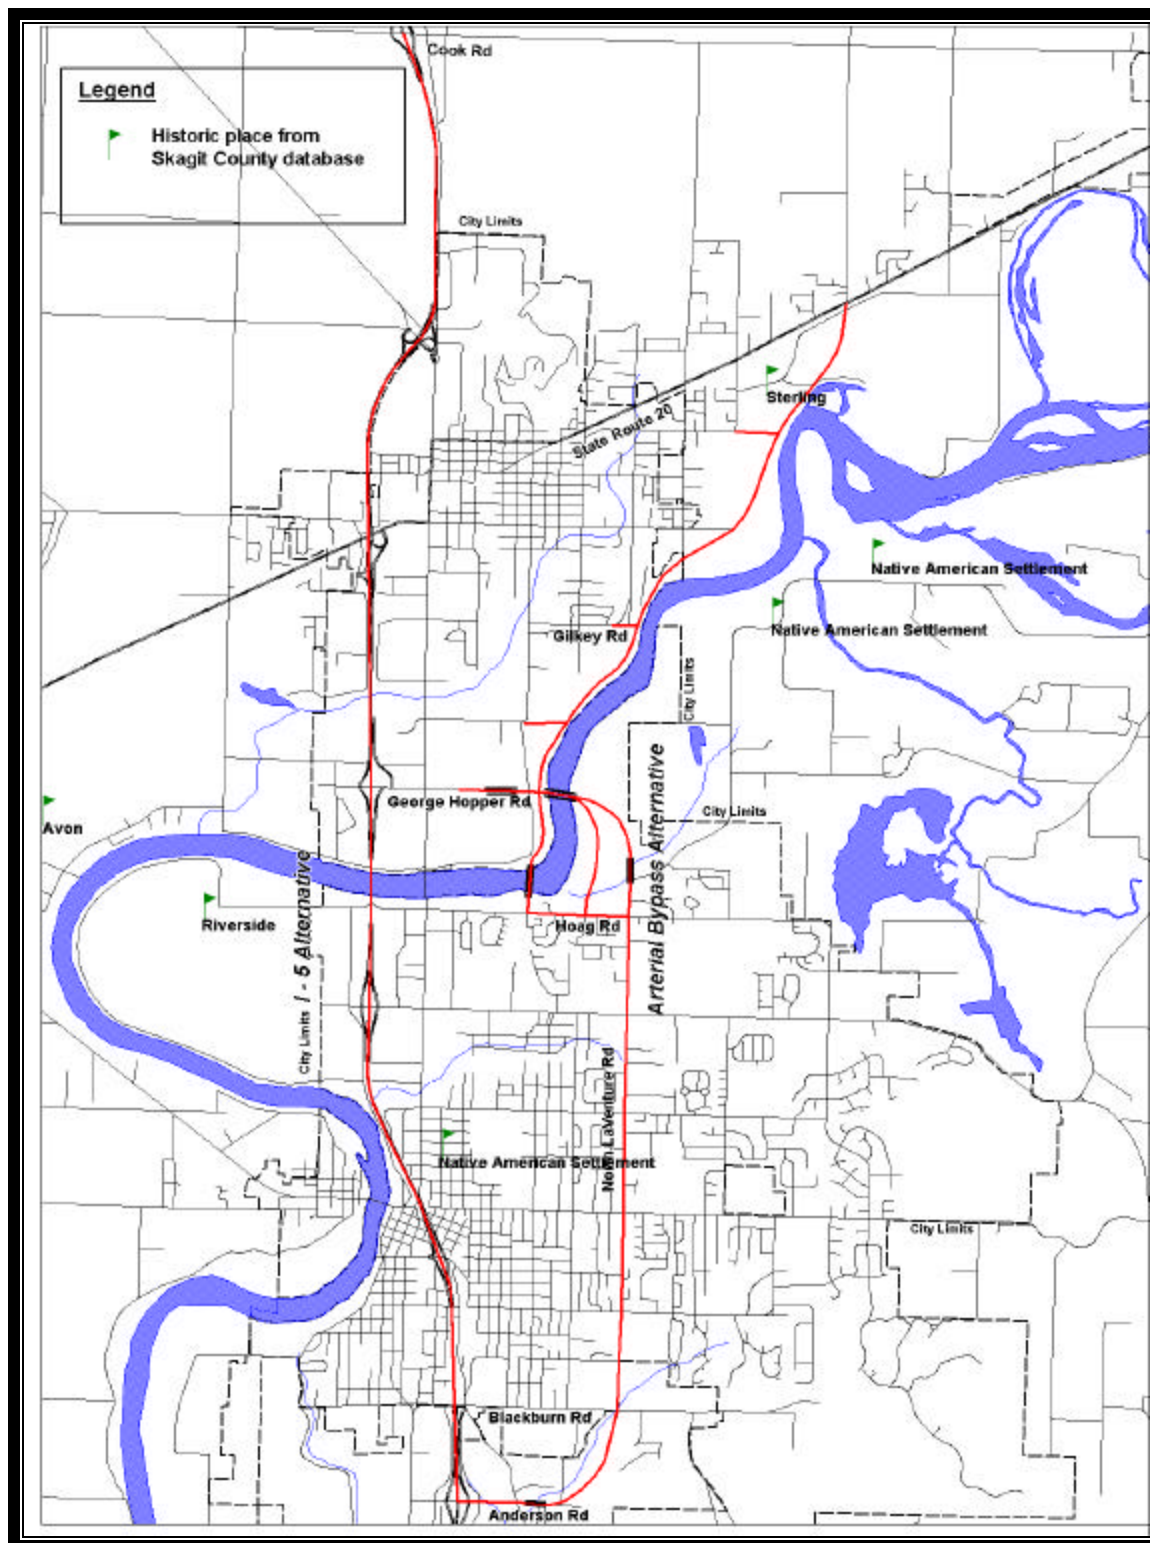 Cook Rd
Legend
Historic place from
Skagit County database
City Limits
Sterling
State Route 20
Native American Settlement
Native American Settlement
Gilkey Rd
City Limits
Arterial Bypass Alternative
George Hopper Rd
City Limits
Avon
I - 5 Alternative
Riverside
Hoag Rd
City Limits
North LaVenture Rd
Native American Settlement
City Limits
Blackburn Rd
Anderson Rd